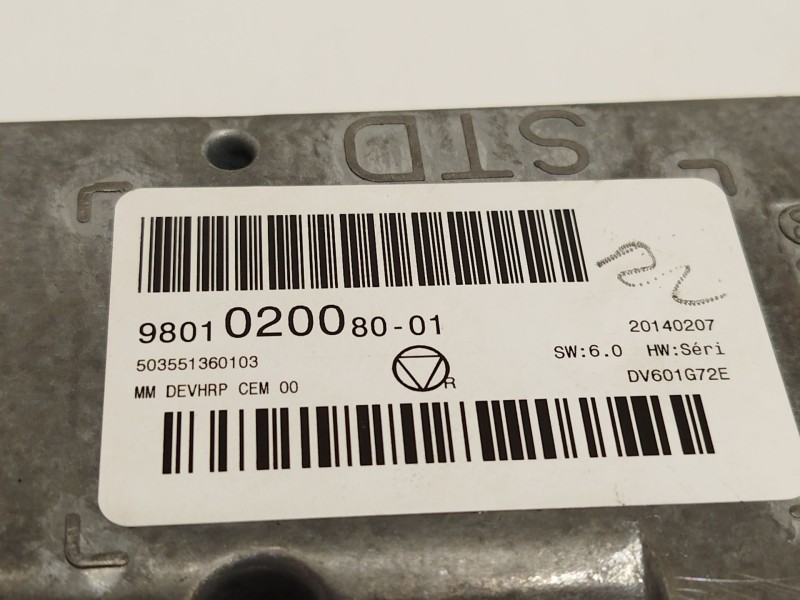 STD
9801 0200 80-01
20140207
503551360103
SW:6.0 HW:Séri
R
MM DEVHRP CEM 00
DV601G72E